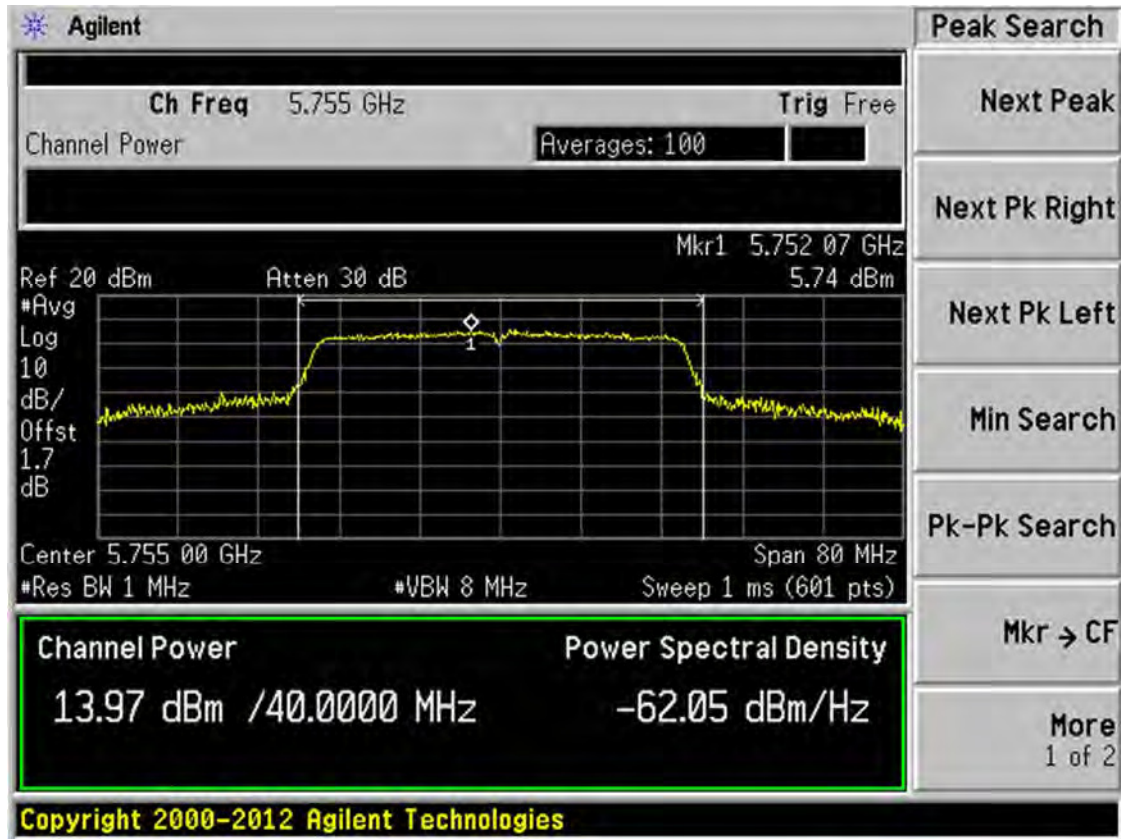 Agilent
Peak Search
Ch Freq 5.755 GHz
Trig Free
Channel Power
Averages: 100
Mkr1 5.752 07 GHz
Ref 20 dBm
Atten 30 dB
5.74 dBm
#Avg
Log
10
dB/
Offst
1.7
dB
1
Center 5.755 00 GHz
Span 80 MHz
#Res BW 1 MHz
#VBW 8 MHz
Sweep 1 ms (601 pts)
Channel Power
Power Spectral Density
13.97 dBm /40.0000 MHz
-62.05 dBm/Hz
Copyright 2000-2012 Agilent Technologies
Next Peak
Next Pk Right
Next Pk Left
Min Search
Pk-Pk Search
Mkr → CF
More
1 of 2